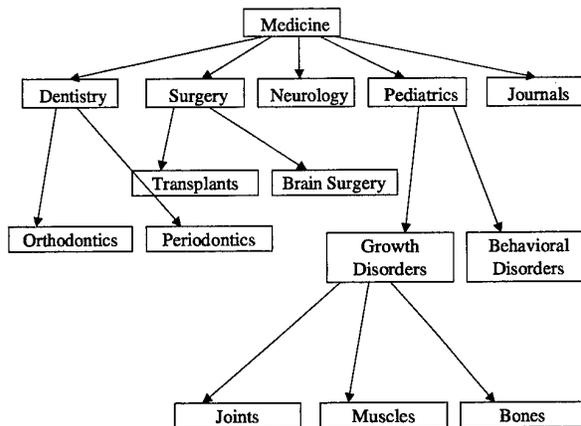 Medicine
Dentistry
Surgery
Neurology
Pediatrics
Journals
Transplants
Brain Surgery
Orthodontics
Periodontics
Growth
Disorders
Behavioral
Disorders
Joints
Muscles
Bones